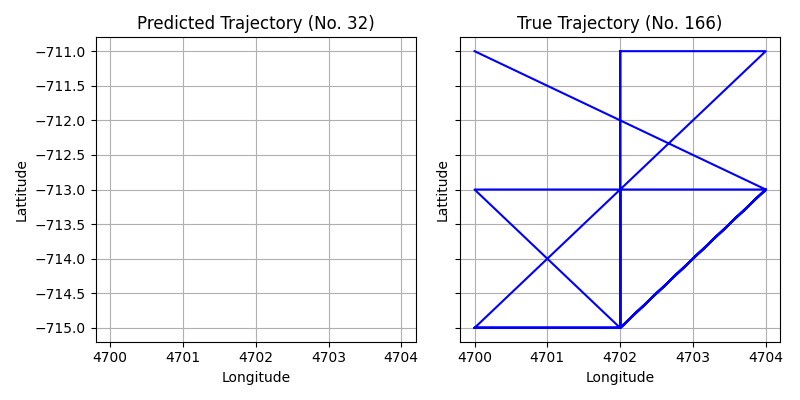 Predicted Trajectory (No. 32)
−711.0
−711.5
−712.0
−712.5
−713.0
−713.5
−714.0
−714.5
−715.0
Lattitude
4700 4701 4702 4703 4704
Longitude
True Trajectory (No. 166)
Lattitude
4700 4701 4702 4703 4704
Longitude